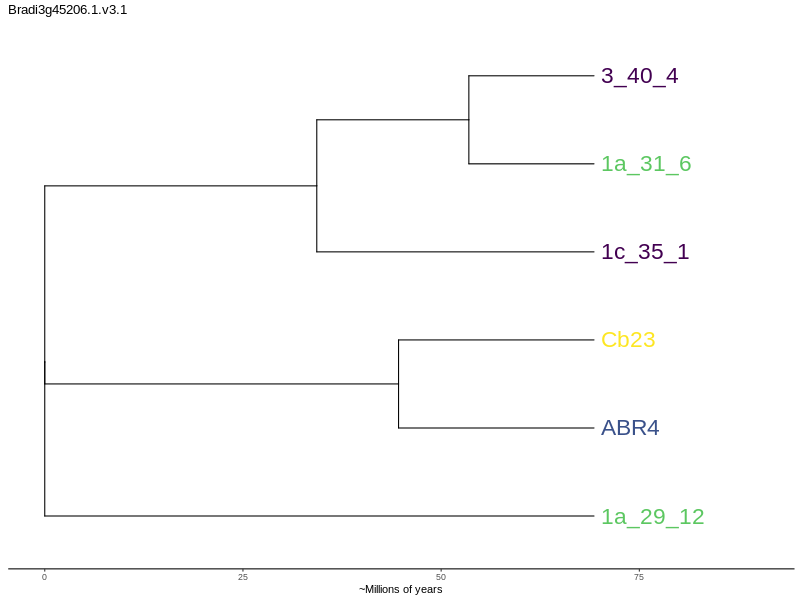 Bradi3g45206.1.v3.1
3_40_4
1a_31_6
1c_35_1
Cb23
ABR4
1a_29_12
0 25 50 75
~Millions of years